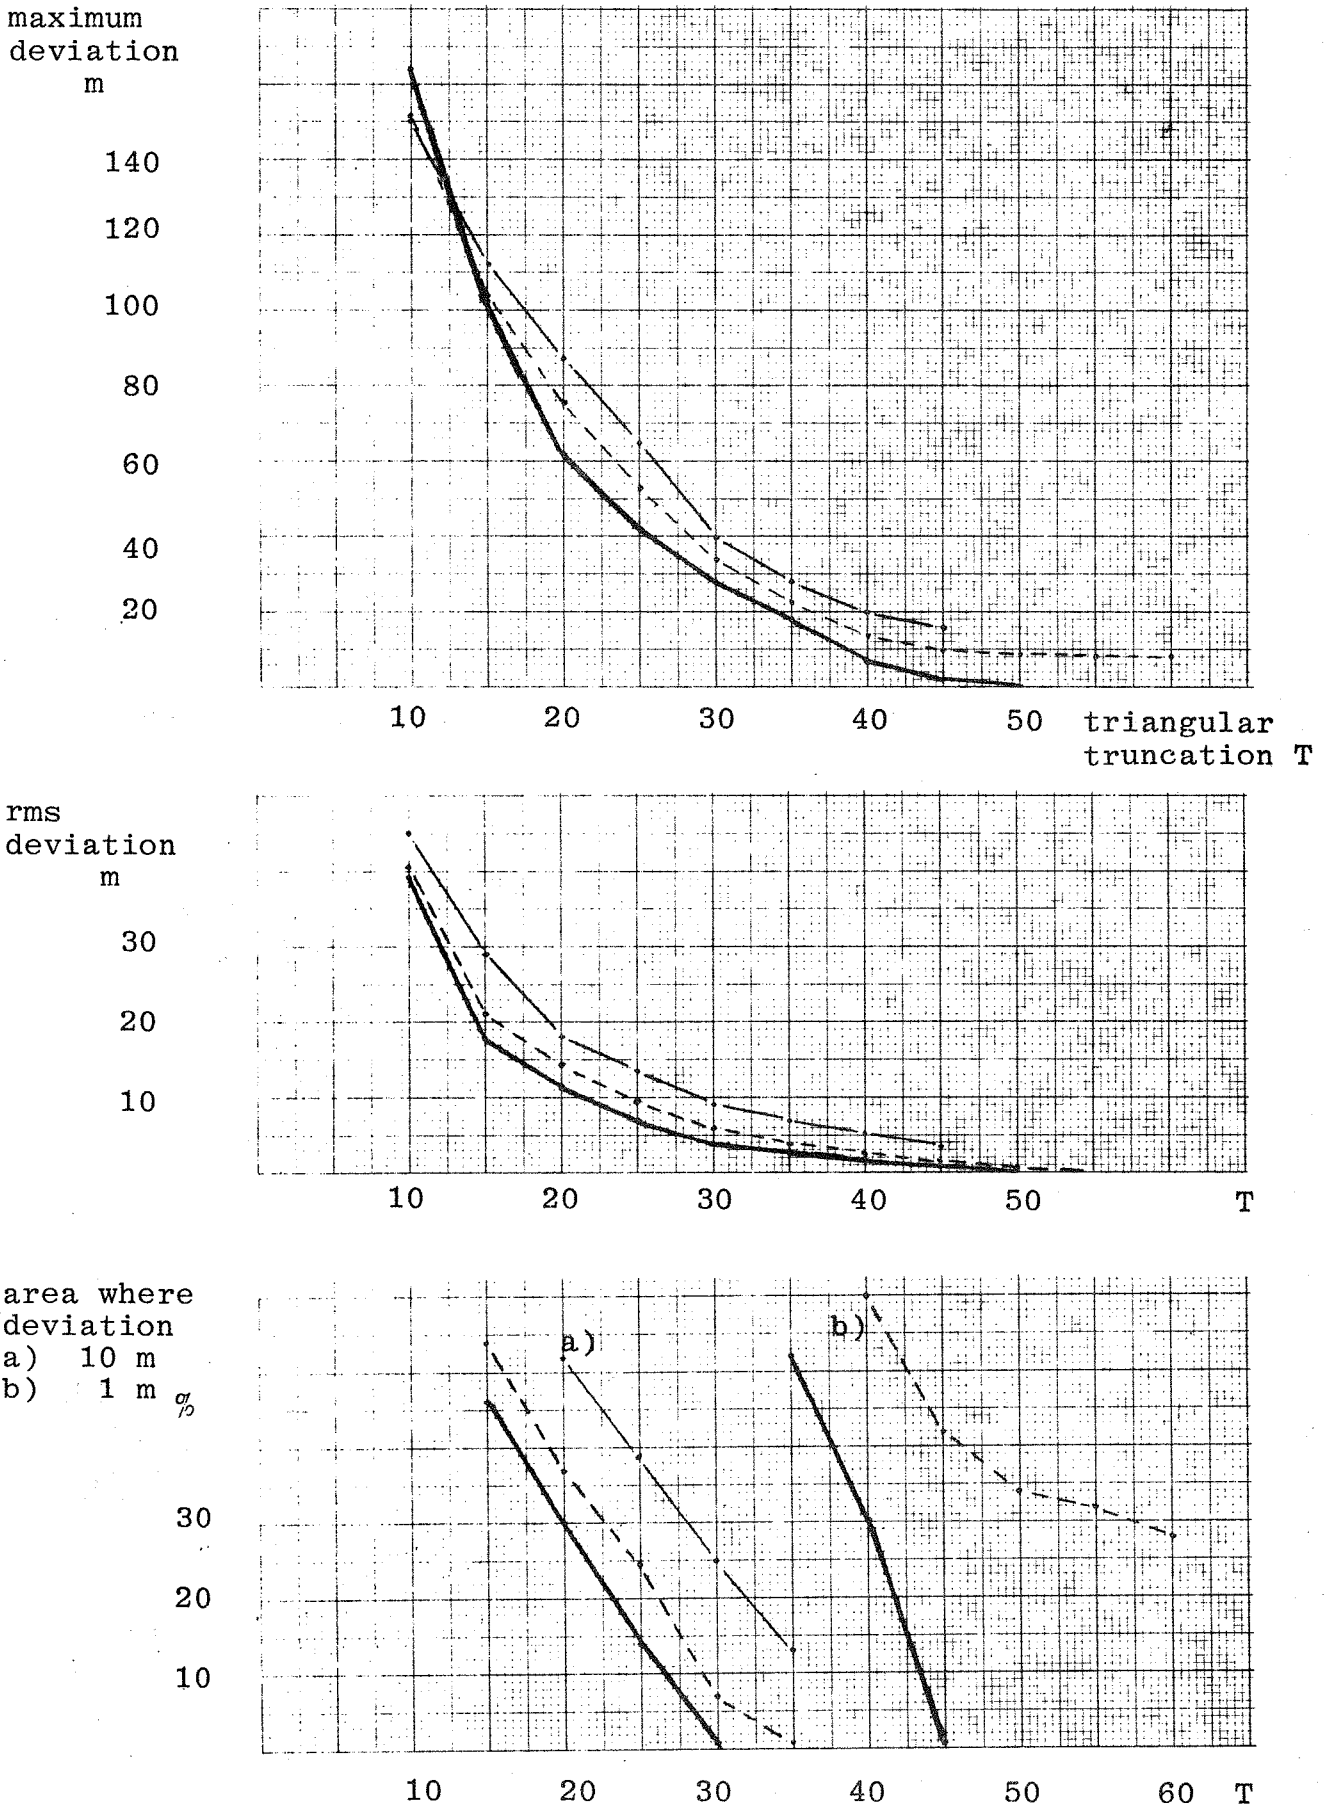 maximum
deviation
m
140
120
100
80
60
40
20
10 20 30 40 50 triangular
truncation T
rms
deviation
m
30
20
10
10 20 30 40 50 T
area where
deviation
a) 10 m
b) 1 m %
a)
b)
30
20
10
10 20 30 40 50 60 T